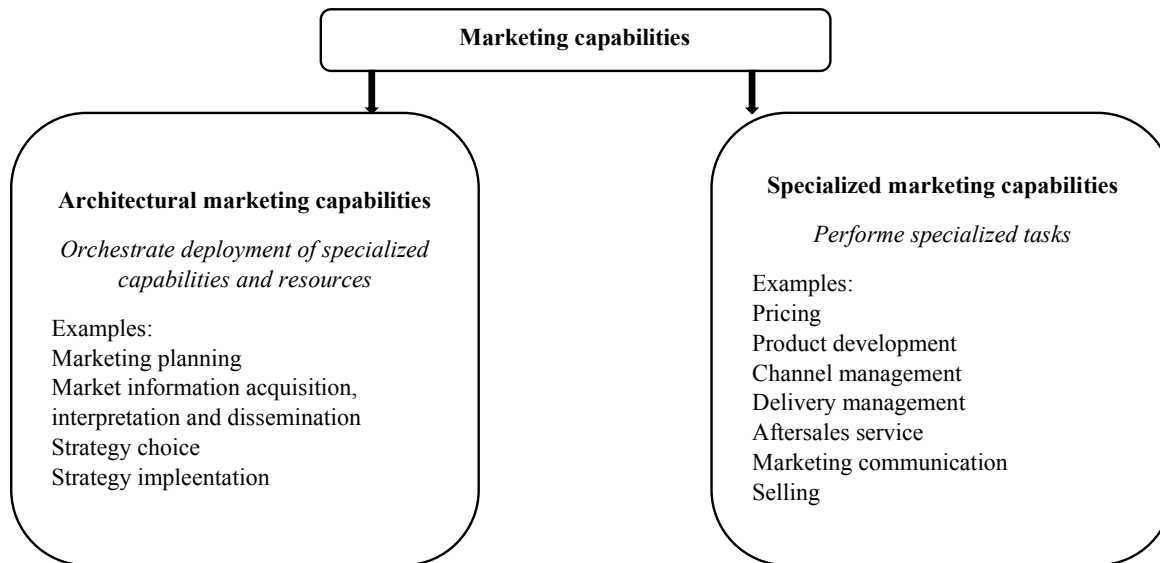 Marketing capabilities
Architectural marketing capabilities
Orchestrate deployment of specialized
capabilities and resources
Examples:
Marketing planning
Market information acquisition,
interpretation and dissemination
Strategy choice
Strategy impleentation
Specialized marketing capabilities
Performe specialized tasks
Examples:
Pricing
Product development
Channel management
Delivery management
Aftersales service
Marketing communication
Selling